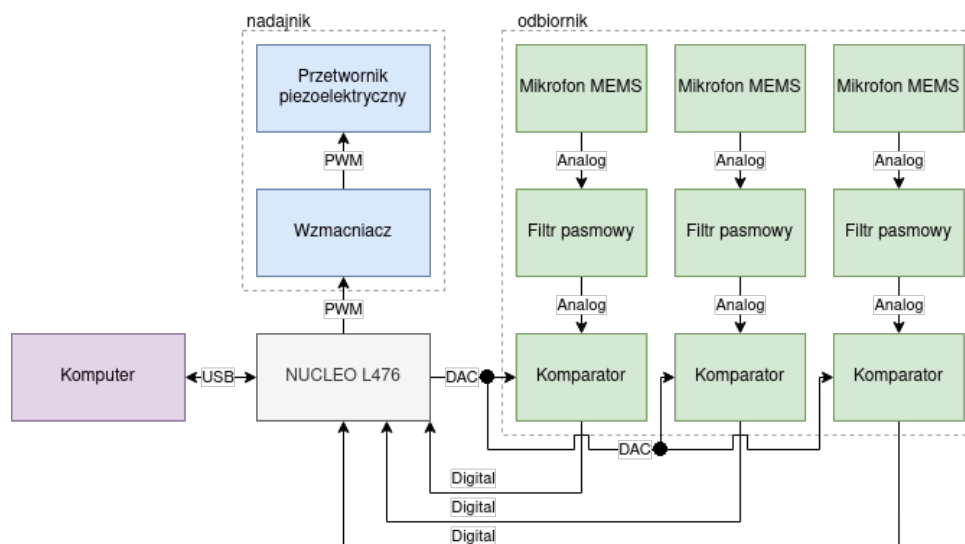 nadajnik
odbiornik
Przetwornik
piezoelektryczny
Mikrofon MEMS
Mikrofon MEMS
Mikrofon MEMS
PWM
Analog
Analog
Analog
Wzmacniacz
Filtr pasmowy
Filtr pasmowy
Filtr pasmowy
PWM
Analog
Analog
Analog
Komputer
USB
NUCLEO L476
DAC
Komparator
Komparator
Komparator
DAC
Digital
Digital
Digital